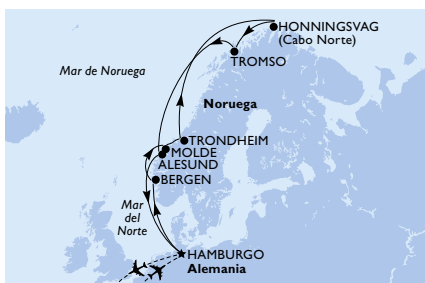 HONNINGSVAG
(Cabo Norte)
TROMSO
Mar de Noruega
Noruega
TRONDHEIM
MOLDE
ALESUND
BERGEN
Mar
del
Norte
HAMBURGO
Alemania